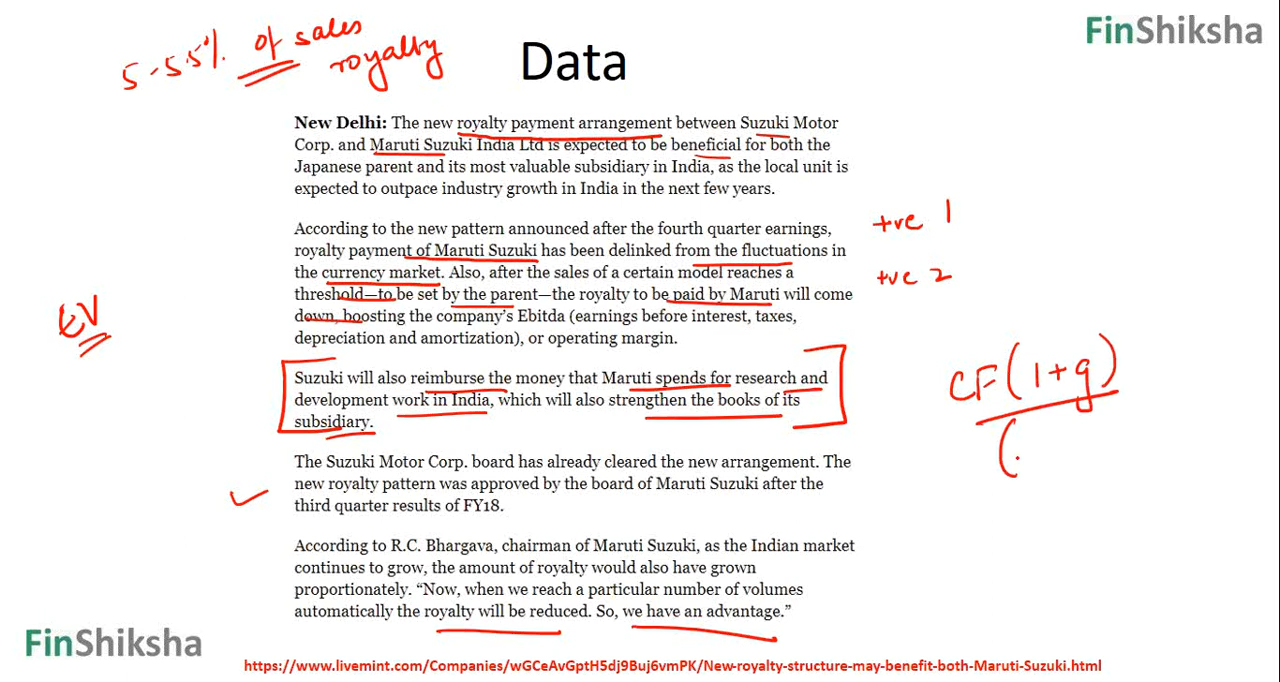 FinShiksha
5-5.5% of sales
royalty
Data
New Delhi: The new royalty payment arrangement between Suzuki Motor
Corp. and Maruti Suzuki India Ltd is expected to be beneficial for both the
Japanese parent and its most valuable subsidiary in India, as the local unit is
expected to outpace industry growth in India in the next few years.
According to the new pattern announced after the fourth quarter earnings,
royalty payment of Maruti Suzuki has been delinked from the fluctuations in
the currency market. Also, after the sales of a certain model reaches a
threshold—to be set by the parent—the royalty to be paid by Maruti will come
down, boosting the company's Ebitda (earnings before interest, taxes,
depreciation and amortization), or operating margin.
+ve 1
+ve 2
EV
Suzuki will also reimburse the money that Maruti spends for research and
development work in India, which will also strengthen the books of its
subsidiary.
CF(1+g)
(
The Suzuki Motor Corp. board has already cleared the new arrangement. The
new royalty pattern was approved by the board of Maruti Suzuki after the
third quarter results of FY18.
According to R.C. Bhargava, chairman of Maruti Suzuki, as the Indian market
continues to grow, the amount of royalty would also have grown
proportionately. “Now, when we reach a particular number of volumes
automatically the royalty will be reduced. So, we have an advantage.”
FinShiksha
https://www.livemint.com/Companies/wGCeAvGptH5dj9Buj6vmPK/New-royalty-structure-may-benefit-both-Maruti-Suzuki.html